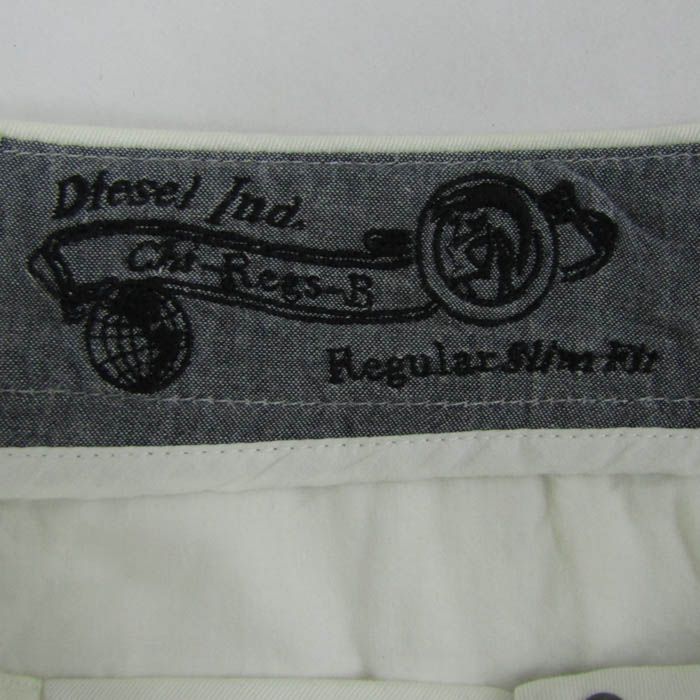 Diesel Ind.
Chi-Regs-B
Regular Slim Fit